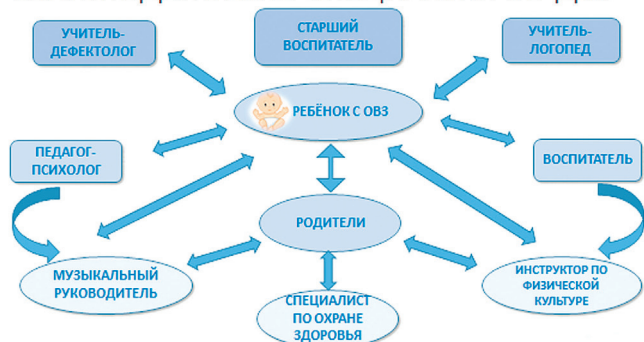 УЧИТЕЛЬ-
ДЕФЕКТОЛОГ
СТАРШИЙ
ВОСПИТАТЕЛЬ
УЧИТЕЛЬ-
ЛОГОПЕД
РЕБЁНОК С ОВЗ
ПЕДАГОГ-
ПСИХОЛОГ
ВОСПИТАТЕЛЬ
РОДИТЕЛИ
МУЗЫКАЛЬНЫЙ
РУКОВОДИТЕЛЬ
ИНСТРУКТОР ПО
ФИЗИЧЕСКОЙ
КУЛЬТУРЕ
СПЕЦИАЛИСТ
ПО ОХРАНЕ
ЗДОРОВЬЯ